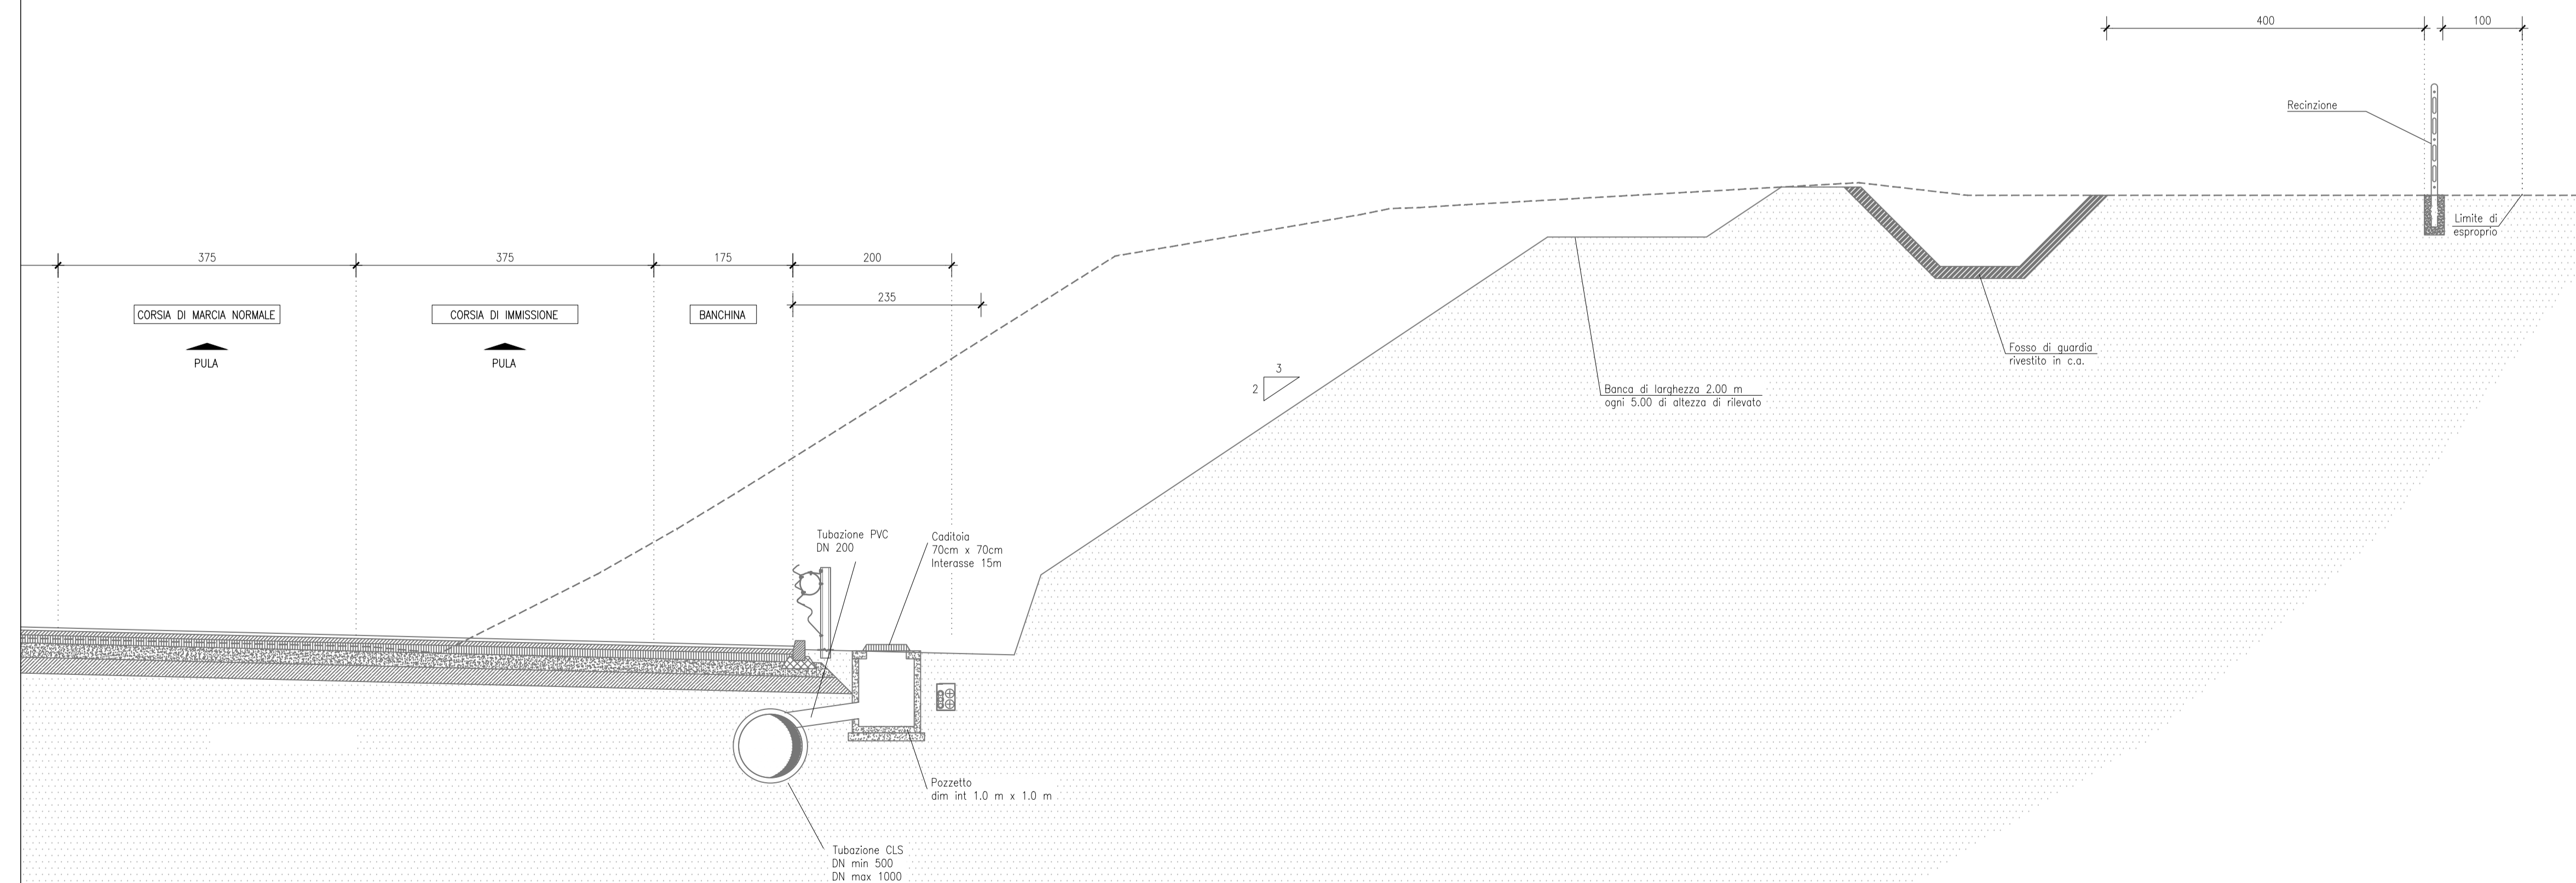 400
100
Recinzione
Limite di
esproprio
375
375
175
200
235
CORSIA DI MARCIA NORMALE
CORSIA DI IMMISSIONE
BANCHINA
PULA
PULA
Fosso di guardia
rivestito in c.a.
3
2
Banca di larghezza 2.00 m
ogni 5.00 di altezza di rilevato
Tubazione PVC
DN 200
Caditoia
70cm x 70cm
Interasse 15m
Pozzetto
dim int 1.0 m x 1.0 m
Tubazione CLS
DN min 500
DN max 1000